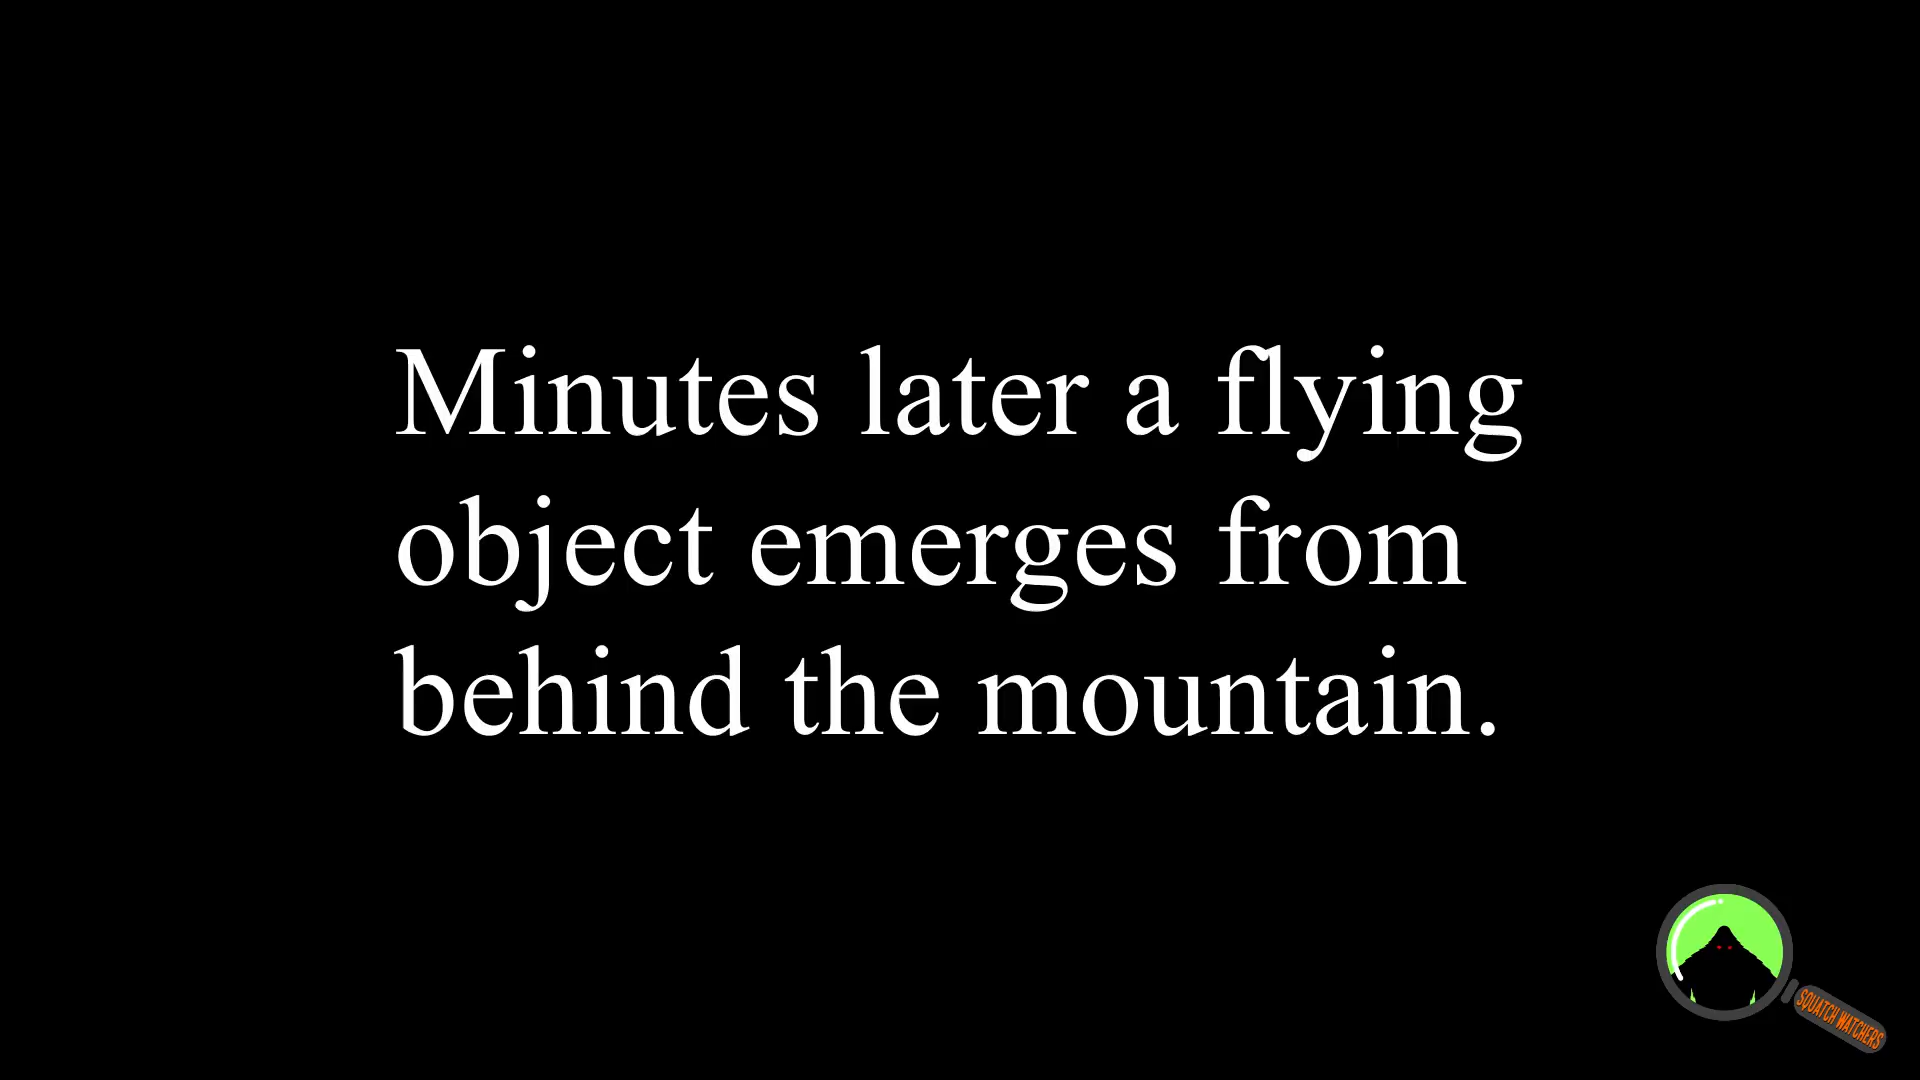 Minutes later a flying
object emerges from
behind the mountain.
SQUATCH WATCHERS